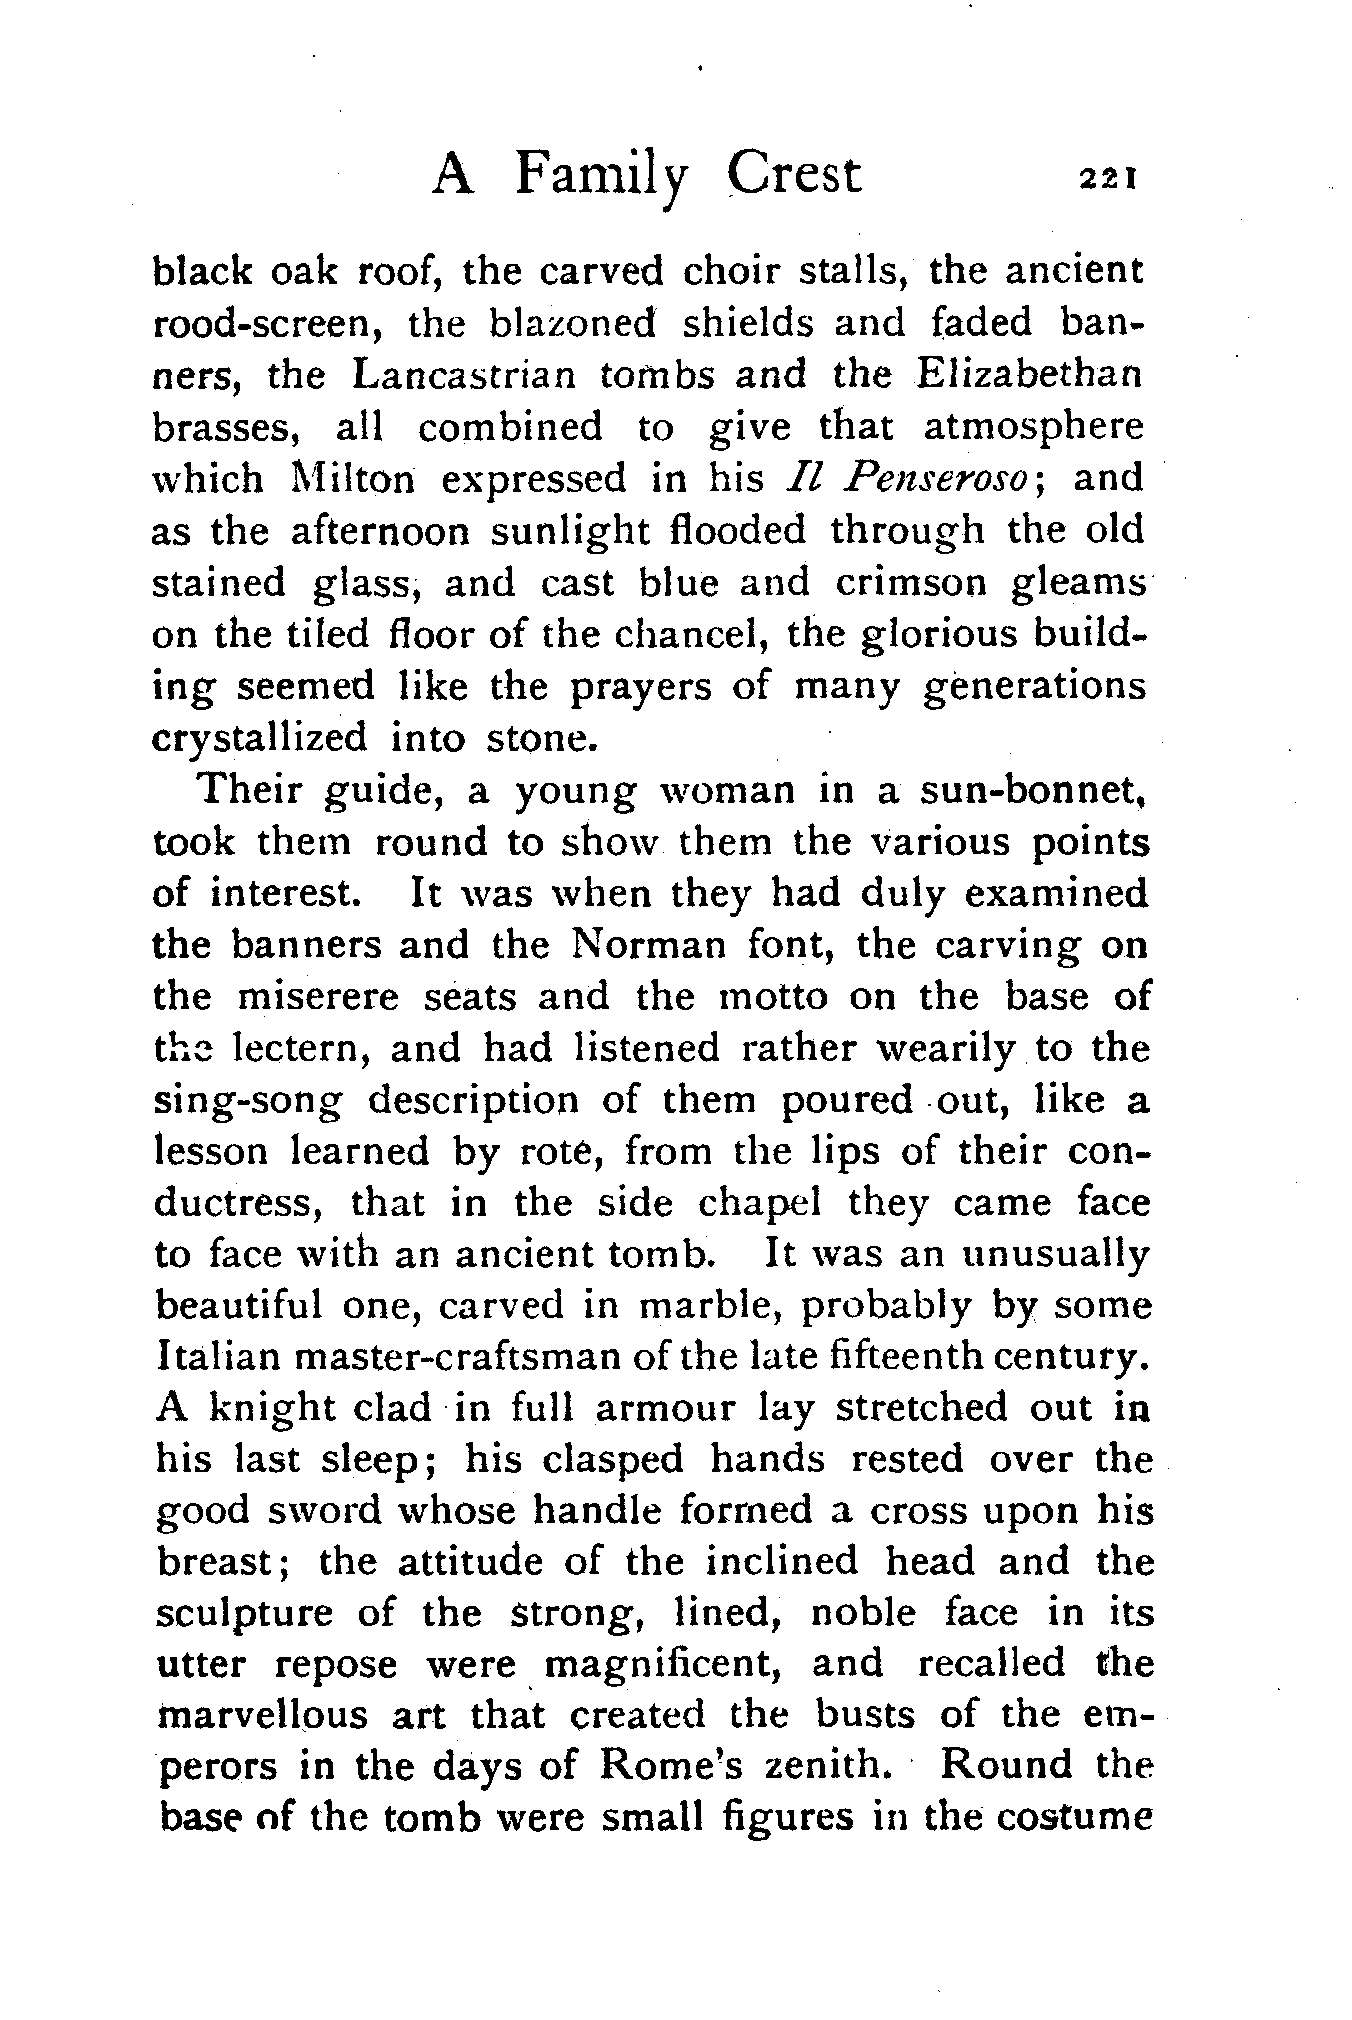 A Family Crest 221
black oak roof, the carved choir stalls, the ancient
rood-screen, the blazoned shields and faded ban-
ners, the Lancastrian tombs and the Elizabethan
brasses, all combined to give that atmosphere
which Milton expressed in his Il Penseroso; and
as the afternoon sunlight flooded through the old
stained glass, and cast blue and crimson gleams
on the tiled floor of the chancel, the glorious build-
ing seemed like the prayers of many generations
crystallized into stone.
Their guide, a young woman in a sun-bonnet,
took them round to show them the various points
of interest. It was when they had duly examined
the banners and the Norman font, the carving on
the miserere seats and the motto on the base of
the lectern, and had listened rather wearily to the
sing-song description of them poured out, like a
lesson learned by rote, from the lips of their con-
ductress, that in the side chapel they came face
to face with an ancient tomb. It was an unusually
beautiful one, carved in marble, probably by some
Italian master-craftsman of the late fifteenth century.
A knight clad in full armour lay stretched out in
his last sleep; his clasped hands rested over the
good sword whose handle formed a cross upon his
breast; the attitude of the inclined head and the
sculpture of the strong, lined, noble face in its
utter repose were magnificent, and recalled the
marvellous art that created the busts of the em-
perors in the days of Rome's zenith. Round the
base of the tomb were small figures in the costume